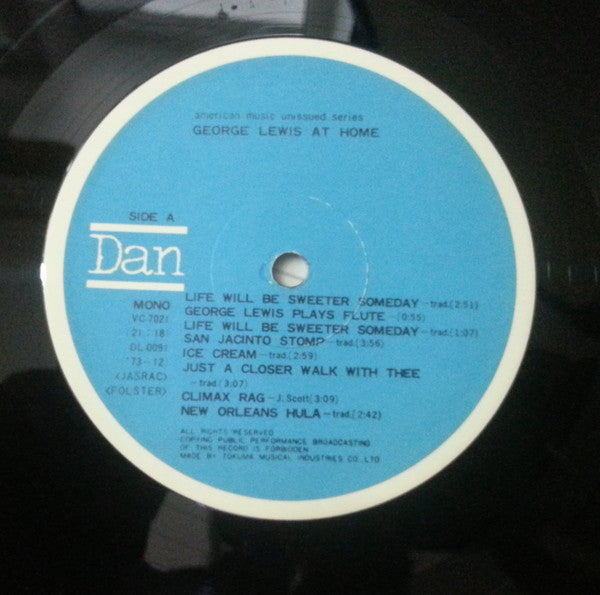 american music unissued series
GEORGE LEWIS AT HOME
SIDE A
Dan
MONO
VC-7021
21-18
DL 0091
'73-12
<JASRAC>
<FOLSTER>
LIFE WILL BE SWEETER SOMEDAY-trad.(2:51)
GEORGE LEWIS PLAYS FLUTE-(0:55)
LIFE WILL BE SWEETER SOMEDAY-trad.(1:07)
SAN JACINTO STOMP-trad.(3:56)
ICE CREAM-trad.(2:59)
JUST A CLOSER WALK WITH THEE
-trad.(3:07)
CLIMAX RAG-J.Scott(3:09)
NEW ORLEANS HULA-trad.(2:42)
ALL RIGHTS RESERVED
COPYING PUBLIC PERFORMANCE BROADCASTING
OF THIS RECORD IS FORBIDDEN
MADE BY TOKUMA MUSICAL INDUSTRIES CO. LTD.